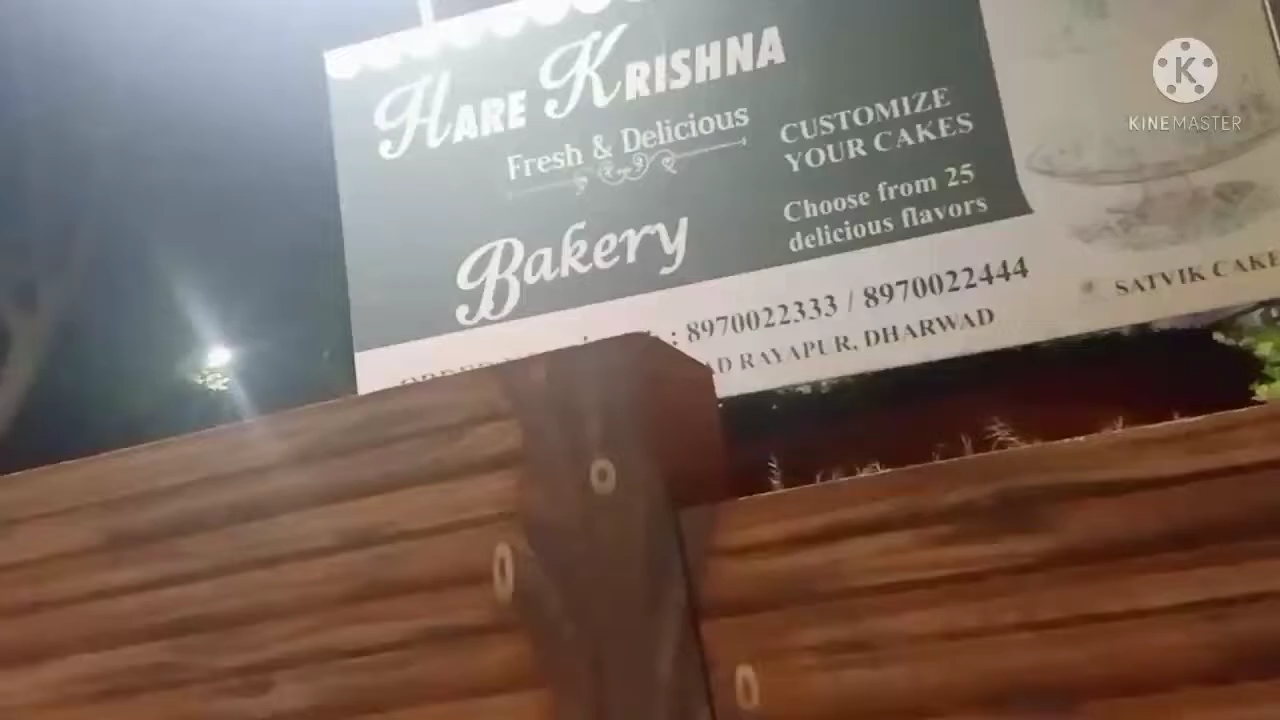 HARE KRISHNA
Fresh & Delicious
Bakery
CUSTOMIZE
YOUR CAKES
Choose from 25
delicious flavors
: 8970022333 / 8970022444
RAYAPUR, DHARWAD
SATVIK CAKE
KINEMASTER